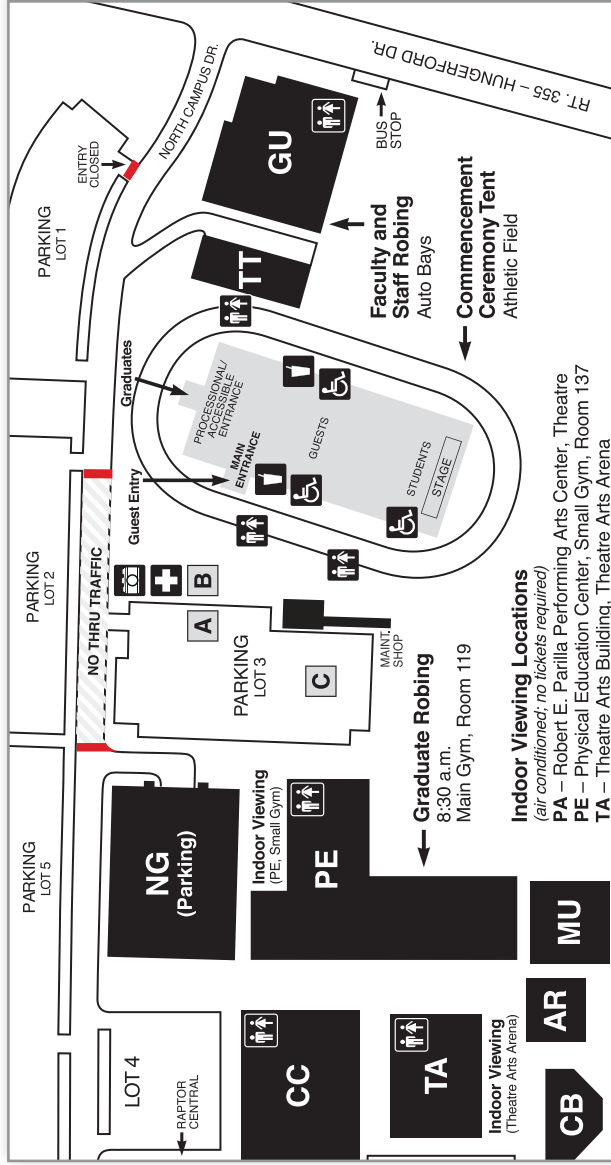 RT. 355 – HUNGERFORD DR.
NORTH CAMPUS DR.
BUS
STOP
ENTRY
CLOSED
PARKING
LOT 1
GU
Faculty and
Staff Robing
Auto Bays
TT
Commencement
Ceremony Tent
Athletic Field
Graduates
PROCESSIONAL/
ACCESSIBLE
ENTRANCE
Guest Entry
MAIN
ENTRANCE
GUESTS
STUDENTS
STAGE
PARKING
LOT 2
NO THRU TRAFFIC
B
A
PARKING
LOT 3
C
MAINT.
SHOP
PARKING
LOT 5
NG
(Parking)
Indoor Viewing
(PE, Small Gym)
PE
Graduate Robing
8:30 a.m.
Main Gym, Room 119
Indoor Viewing Locations
(air conditioned; no tickets required)
PA – Robert E. Parilla Performing Arts Center, Theatre
PE – Physical Education Center, Small Gym, Room 137
TA – Theatre Arts Building, Theatre Arts Arena
LOT 4
RAPTOR
CENTRAL
CC
TA
Indoor Viewing
(Theatre Arts Arena)
MU
AR
CB